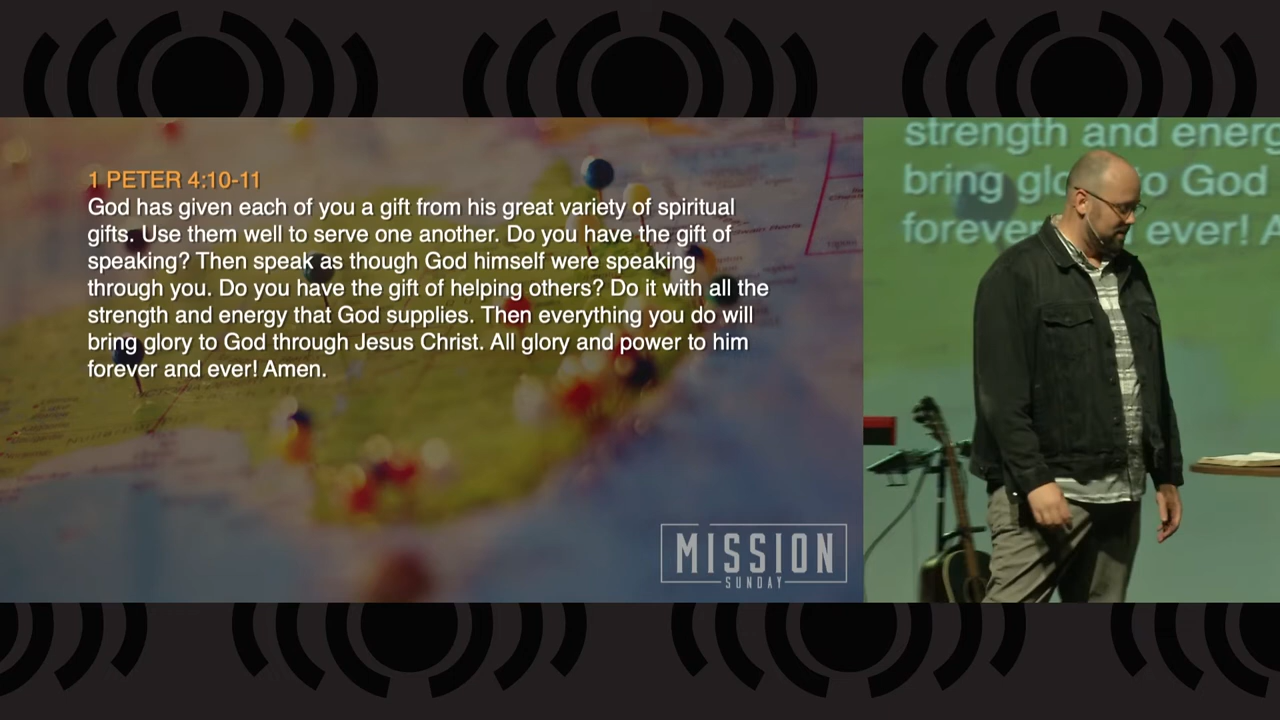 1 PETER 4:10-11
God has given each of you a gift from his great variety of spiritual
gifts. Use them well to serve one another. Do you have the gift of
speaking? Then speak as though God himself were speaking
through you. Do you have the gift of helping others? Do it with all the
strength and energy that God supplies. Then everything you do will
bring glory to God through Jesus Christ. All glory and power to him
forever and ever! Amen.
MISSION
SUNDAY
strength and energ
bring glo to God
forever ever! A